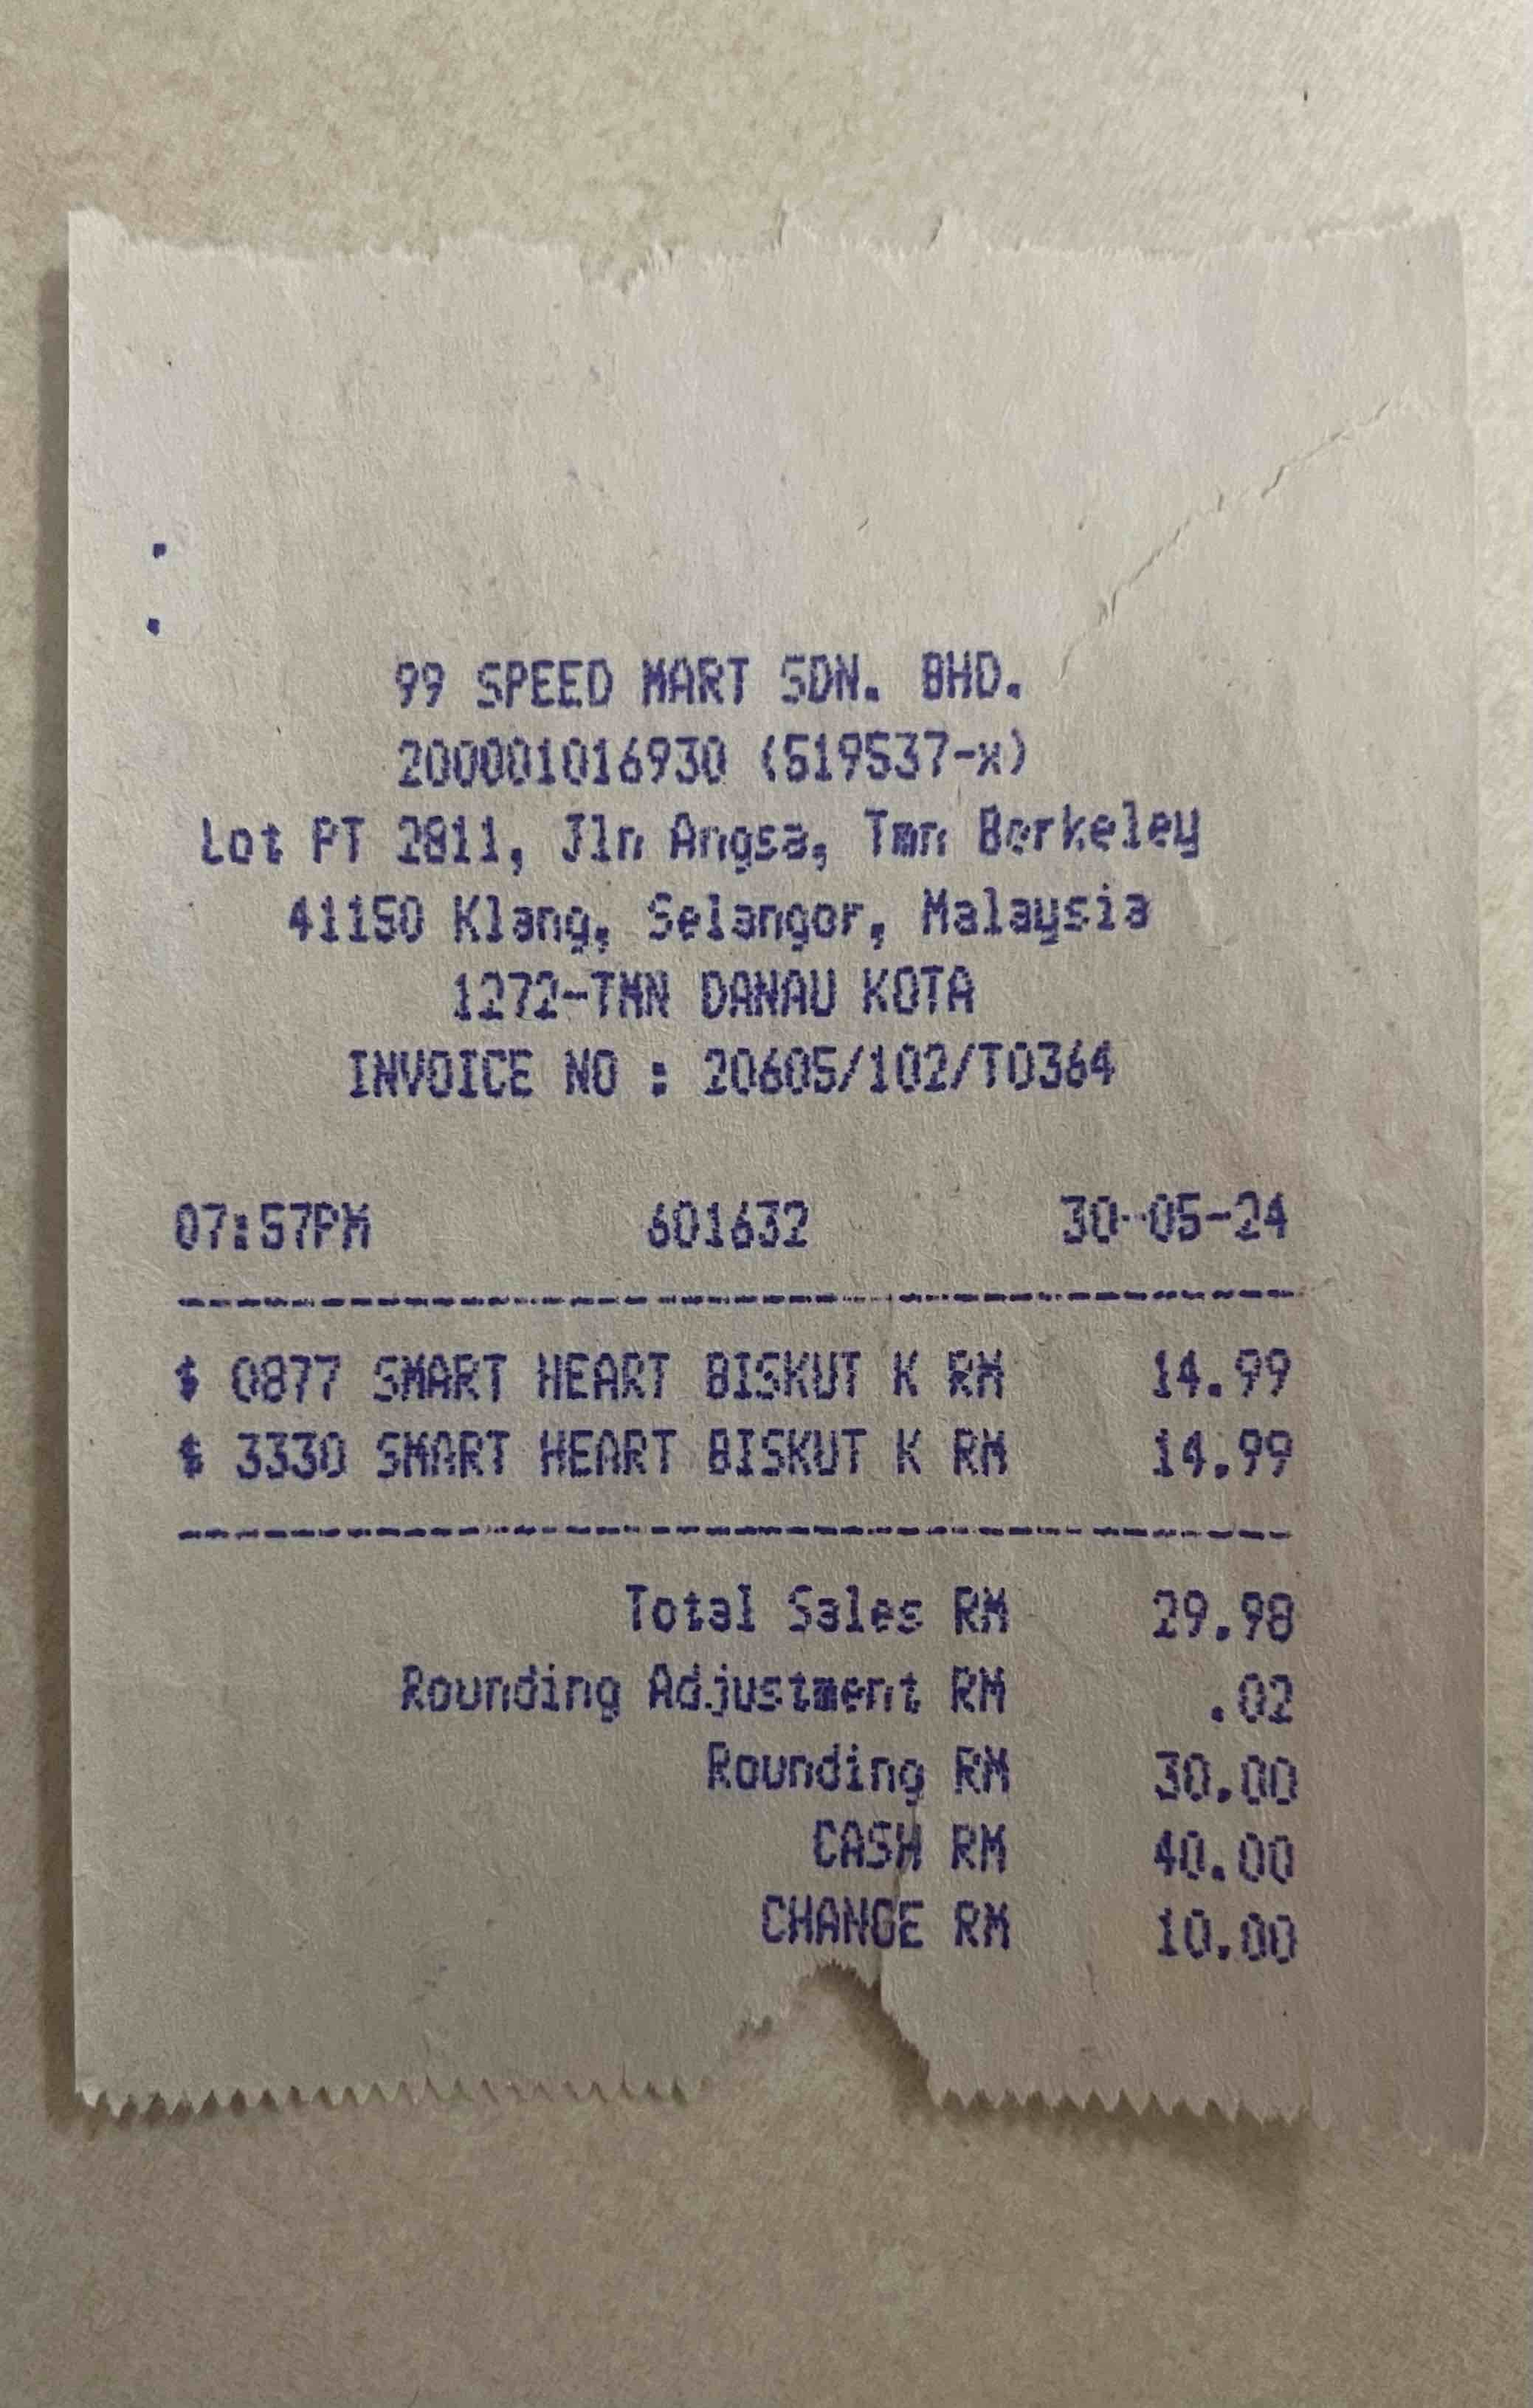 99 SPEED MART SDN. BHD.
200001016930 (519537-x)
Lot PT 2811, Jln Angsa, Tmn Berkeley
41150 Klang, Selangor, Malaysia
1272-TMN DANAU KOTA
INVOICE NO : 20605/102/T0364
07:57PM 601632 30-05-24
$ 0877 SMART HEART BISKUT K RM 14.99
$ 3330 SMART HEART BISKUT K RM 14.99
Total Sales RM 29.98
Rounding Adjustment RM .02
Rounding RM 30.00
CASH RM 40.00
CHANGE RM 10.00